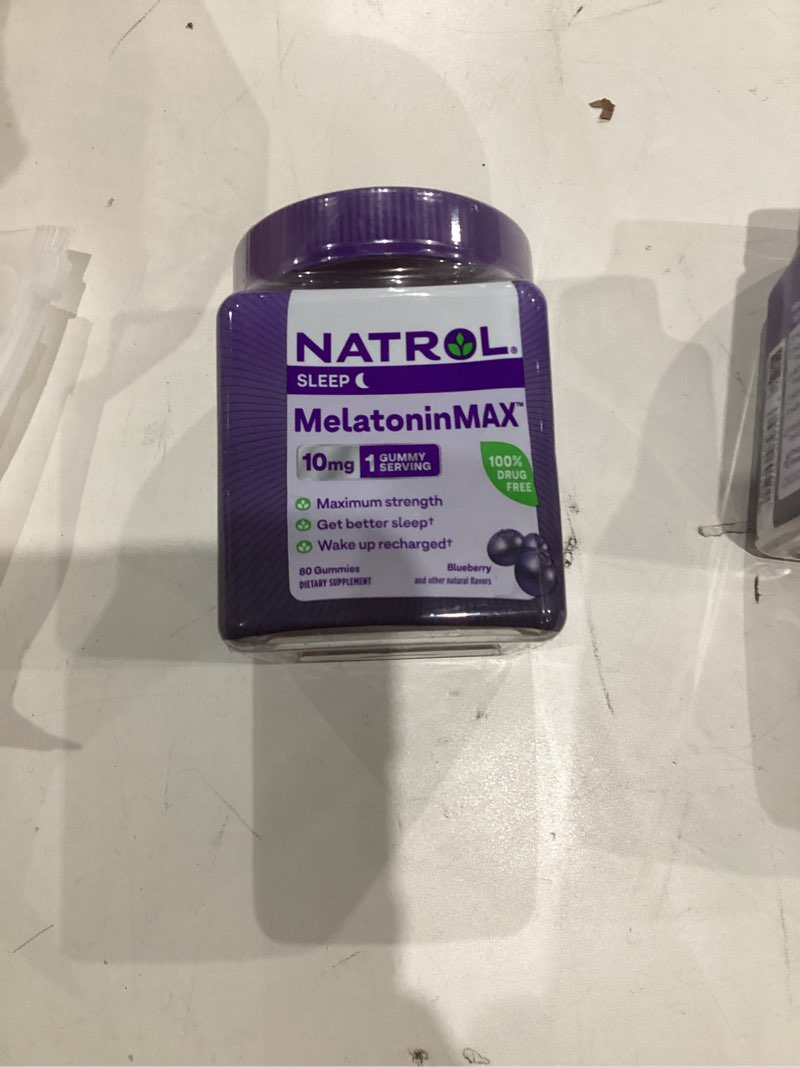 NATROL®
SLEEP
MelatoninMAX™
10mg 1 GUMMY SERVING
100% DRUG FREE
Maximum strength
Get better sleep†
Wake up recharged†
80 Gummies
DIETARY SUPPLEMENT
Blueberry
and other natural flavors